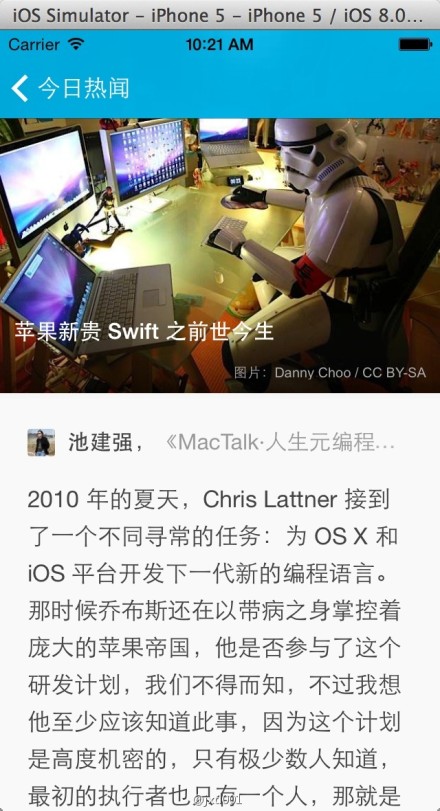 iOS Simulator - iPhone 5 - iPhone 5 / iOS 8.0...
Carrier 10:21 AM
今日热闻
苹果新贵 Swift 之前世今生
图片：Danny Choo / CC BY-SA
池建强， 《MacTalk·人生元编程...
2010 年的夏天，Chris Lattner 接到
了一个不同寻常的任务：为 OS X 和
iOS 平台开发下一代新的编程语言。
那时候乔布斯还在以带病之身掌控着
庞大的苹果帝国，他是否参与了这个
研发计划，我们不得而知，不过我想
他至少应该知道此事，因为这个计划
是高度机密的，只有极少数人知道，
最初的执行者也只有一个人，那就是